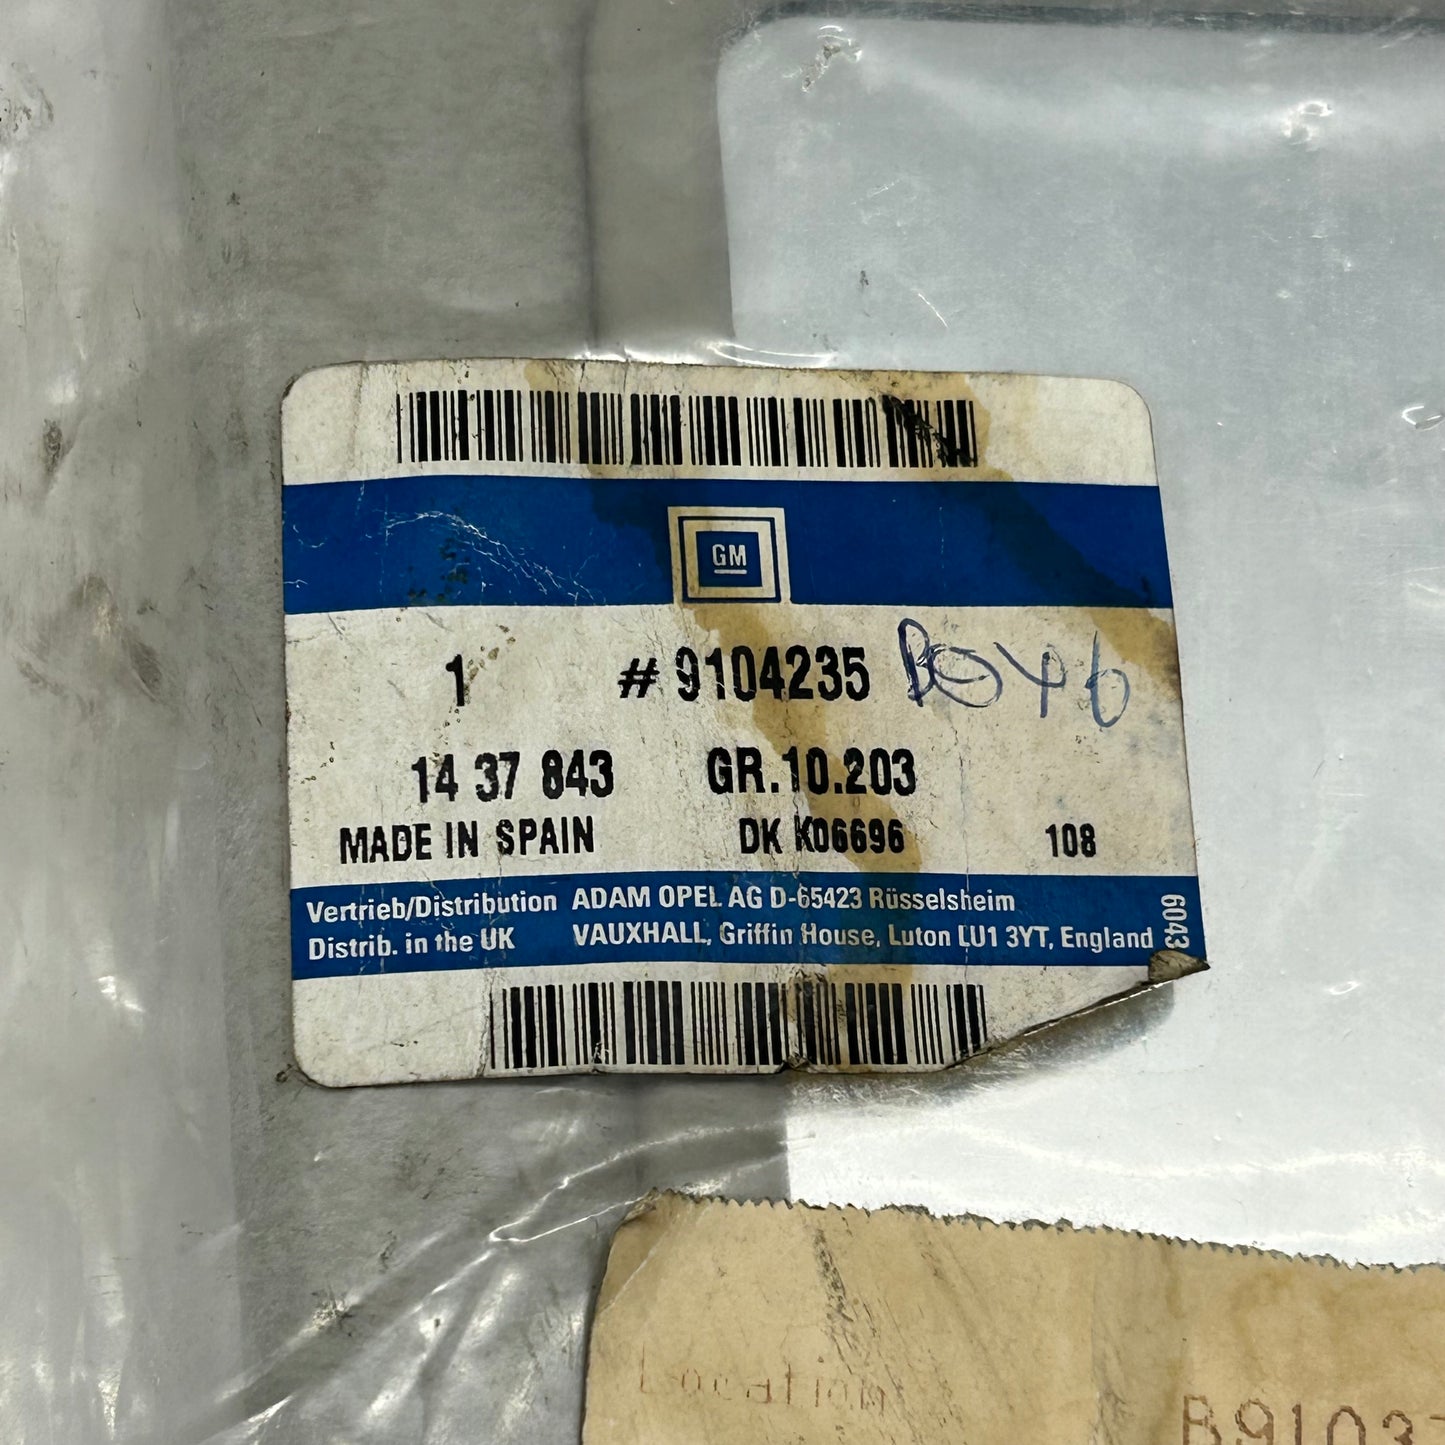 GM
1 # 9104235
14 37 843 GR.10.203
MADE IN SPAIN DK K06696 108
Vertrieb/Distribution ADAM OPEL AG D-65423 Rüsselsheim
Distrib. in the UK VAUXHALL, Griffin House, Luton LU1 3YT, England
6043
Location